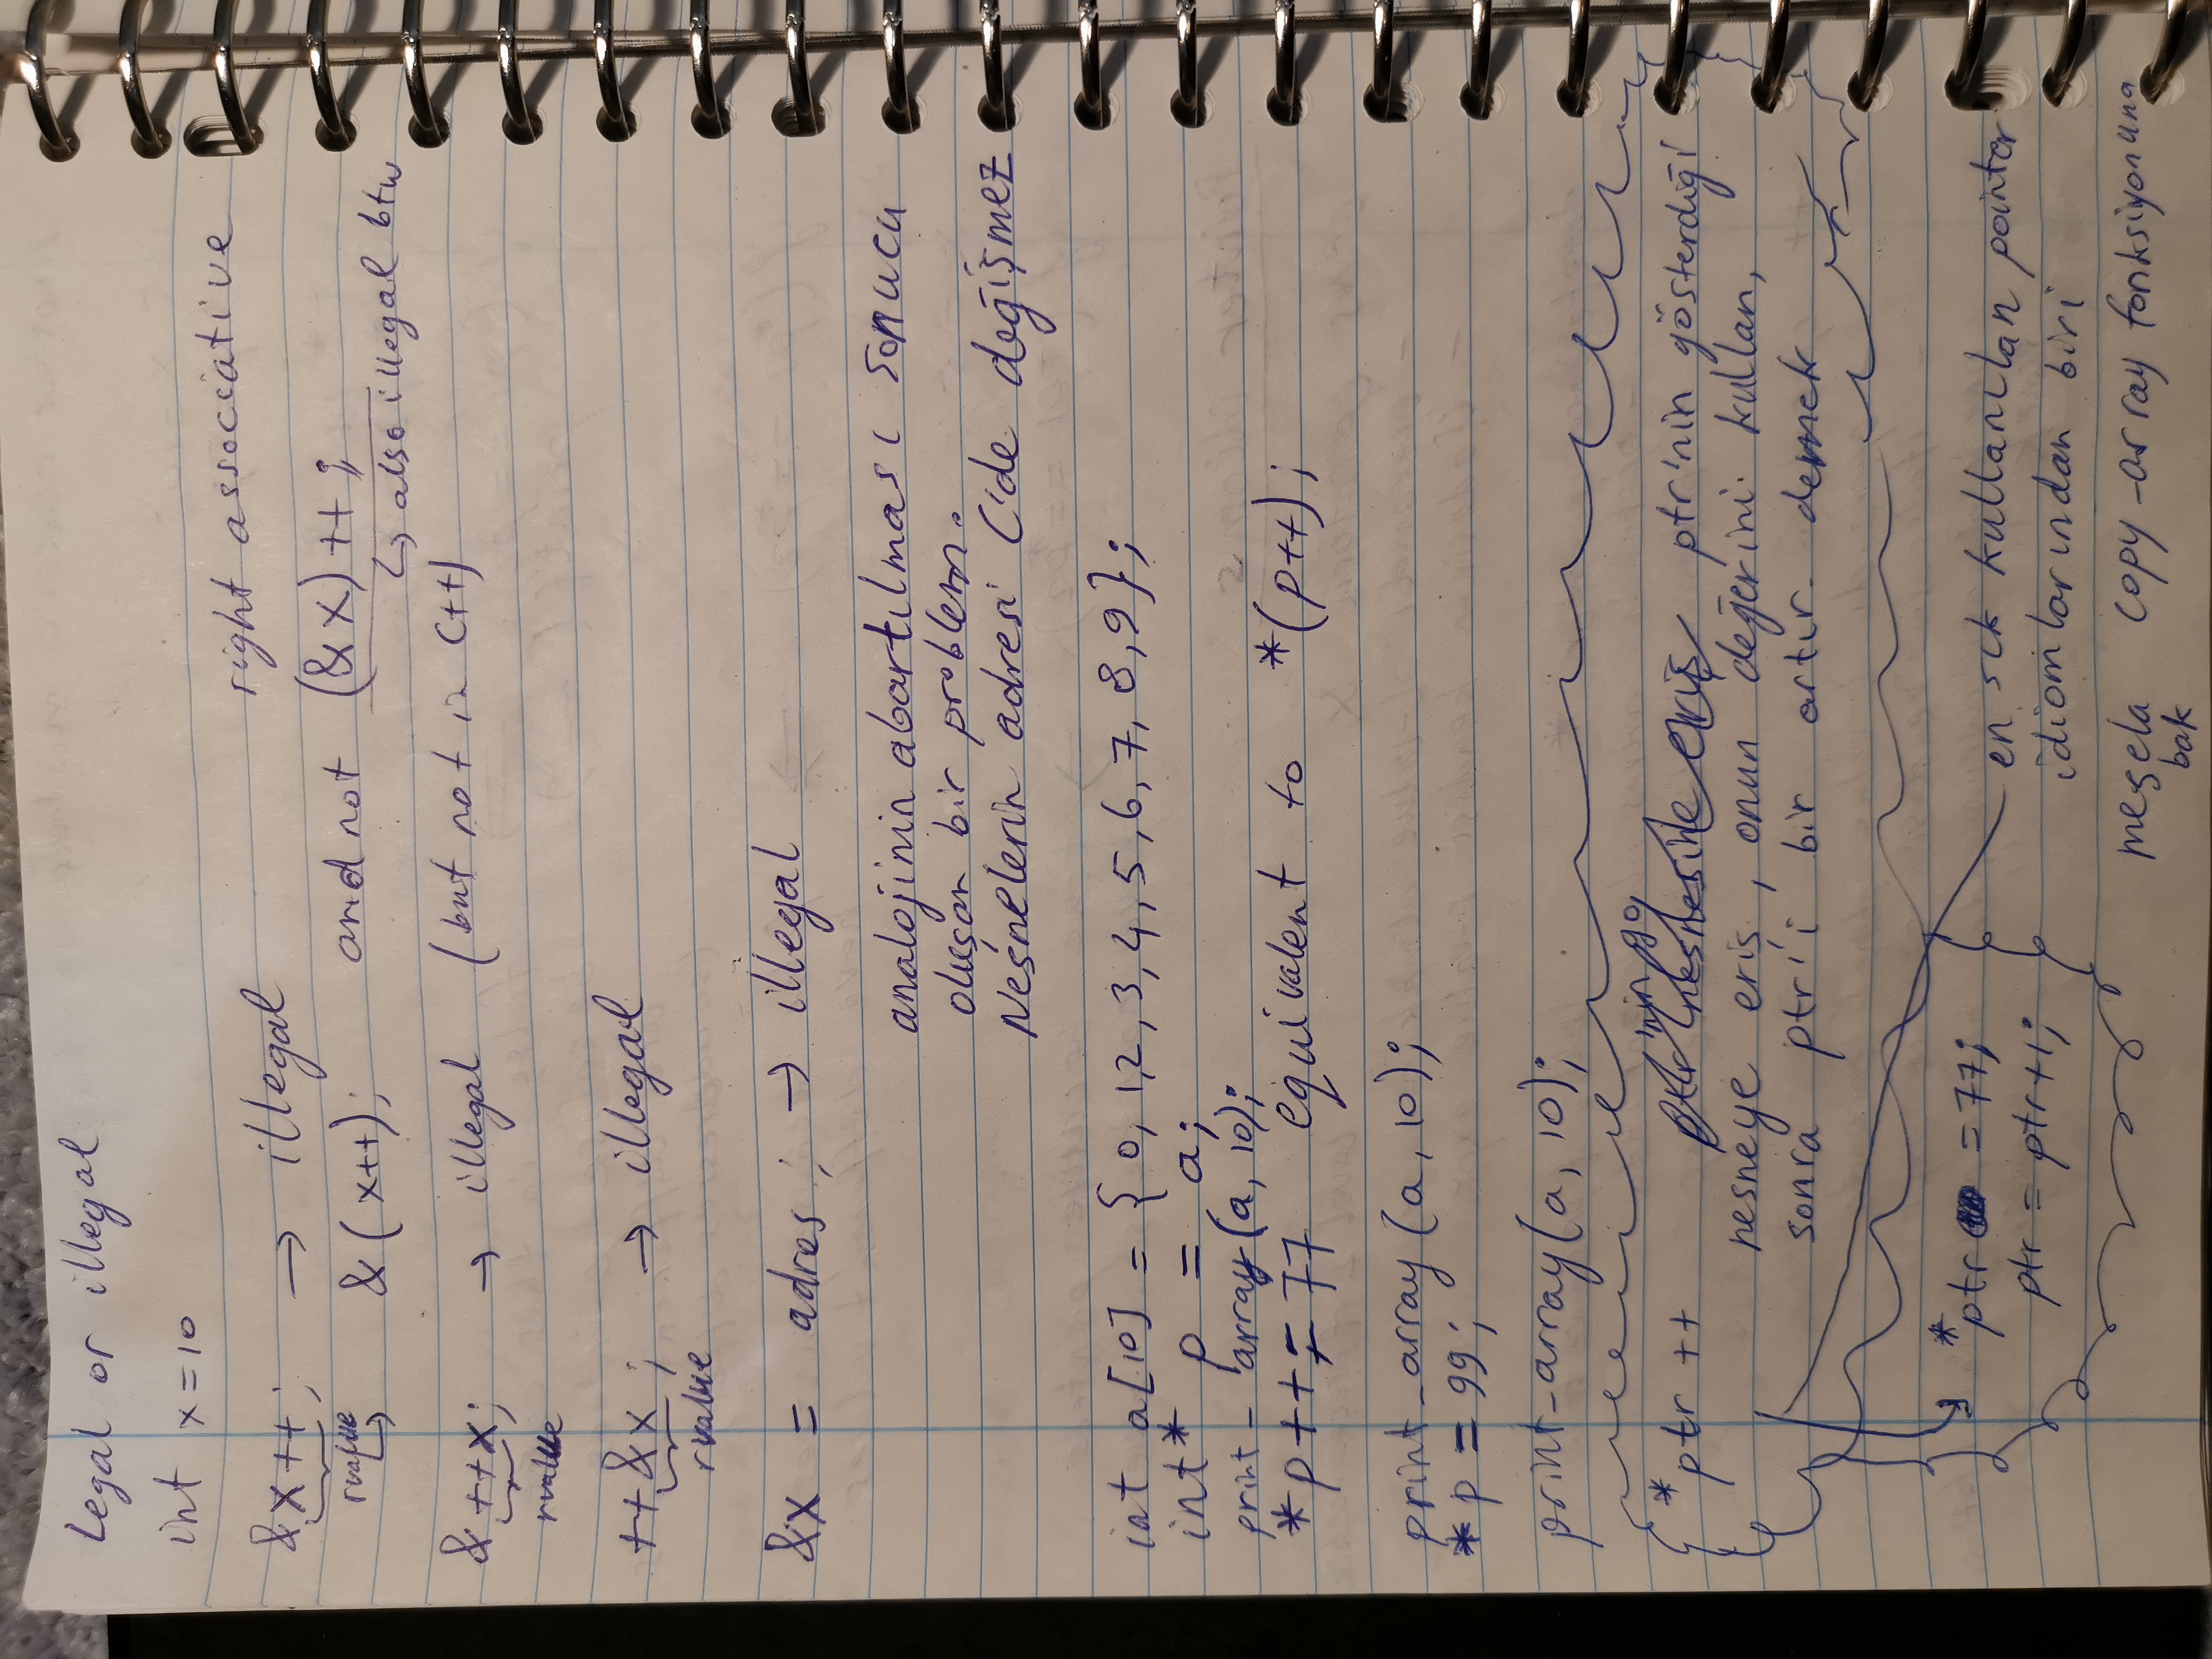 Legal or illegal
int x=10
right associative
&x++; → illegal
rvalue
↳ &(x++); and not (&x)++;
↳ also illegal btw
&++x; → illegal (but not in C++)
rvalue
++&x; → illegal
rvalue
&x = adres; → illegal
analojinin abartılması sonucu
oluşan bir problem.
Neşnelerin adresi C'de değişmez
int a[10] = {0, 1,2, 3,4, 5,6, 7, 8,9};
int* p = a;
print_array(a, 10);
*p++ = 77 equivalent to *(p++);
print_array(a, 10);
*p = 99;
print_array(a, 10);
'nin gö
*ptr ++ ptr nesnesine eriş ptr'nin gösterdiği
nesneye eriş, onun değerini kullan,
sonra ptr'i bir artır. demek
*ptr = 77;
ptr = ptr+1;
en sık kullanılan pointer
idiomlarından biri
meşela copy_array fonksiyonuna
bak